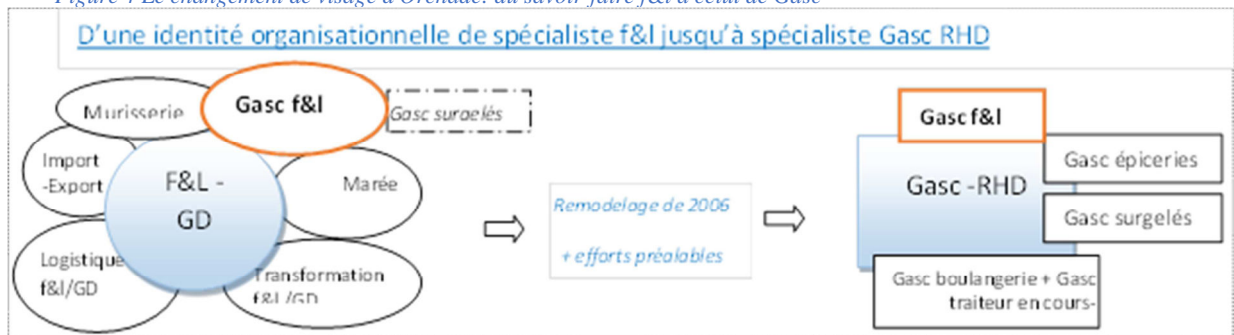 D'une identité organisationnelle de spécialiste f&l jusqu'à spécialiste Gasc RHD
Murisserie
Gasc f&l
Gasc surgelés
Import
-Export
F&L -
GD
Marée
Logistique
f&l/GD
Transformation
f&l /GD
Remodelage de 2006
+ efforts préalables
Gasc f&l
Gasc -RHD
Gasc épiceries
Gasc surgelés
Gasc boulangerie + Gasc
traiteur en cours-